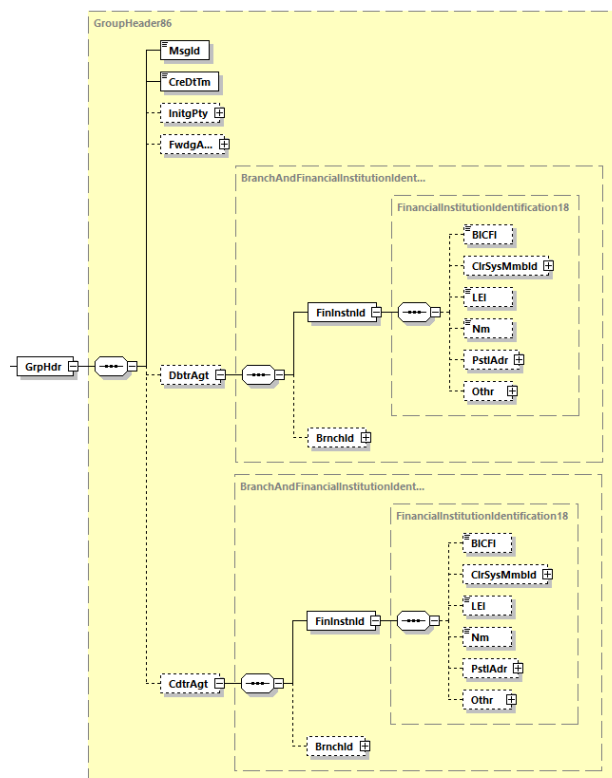 GroupHeader86
MsgId
CreDtTm
InitgPty
FwdgA...
BranchAndFinancialInstitutionIdent...
FinancialInstitutionIdentification18
BICFI
ClrSysMmbId
LEI
FinInstnId
Nm
GrpHdr
DbtrAgt
PstlAdr
Othr
BrnchId
BranchAndFinancialInstitutionIdent...
FinancialInstitutionIdentification18
BICFI
ClrSysMmbId
LEI
FinInstnId
Nm
PstlAdr
CdtrAgt
Othr
BrnchId